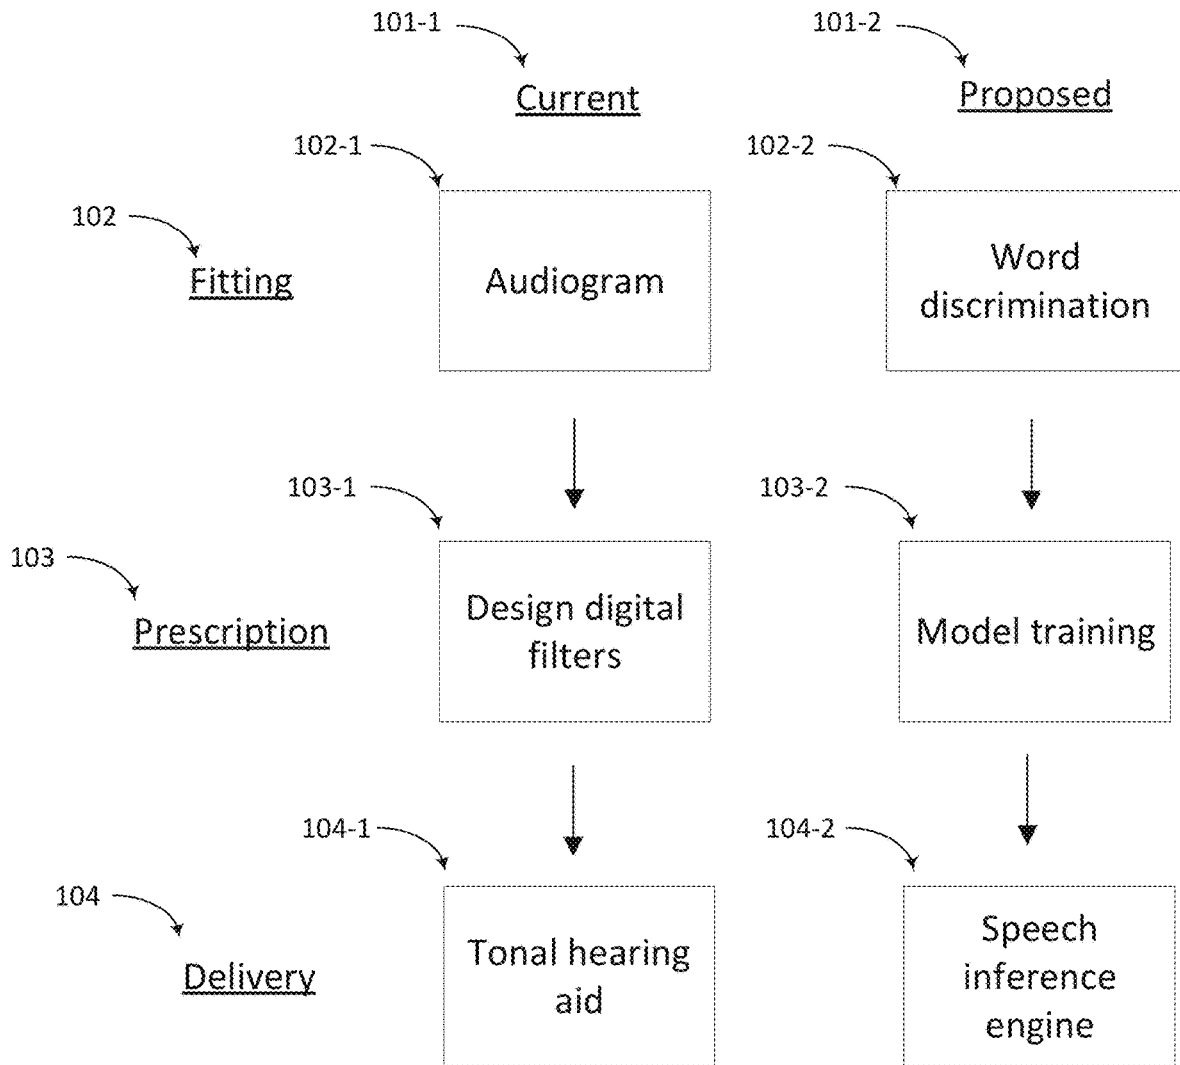 101-1
101-2
Current
Proposed
102-1
102-2
102
Fitting
Audiogram
Word
discrimination
103-1
103-2
103
Prescription
Design digital
filters
Model training
104-1
104-2
104
Delivery
Tonal hearing
aid
Speech
inference
engine